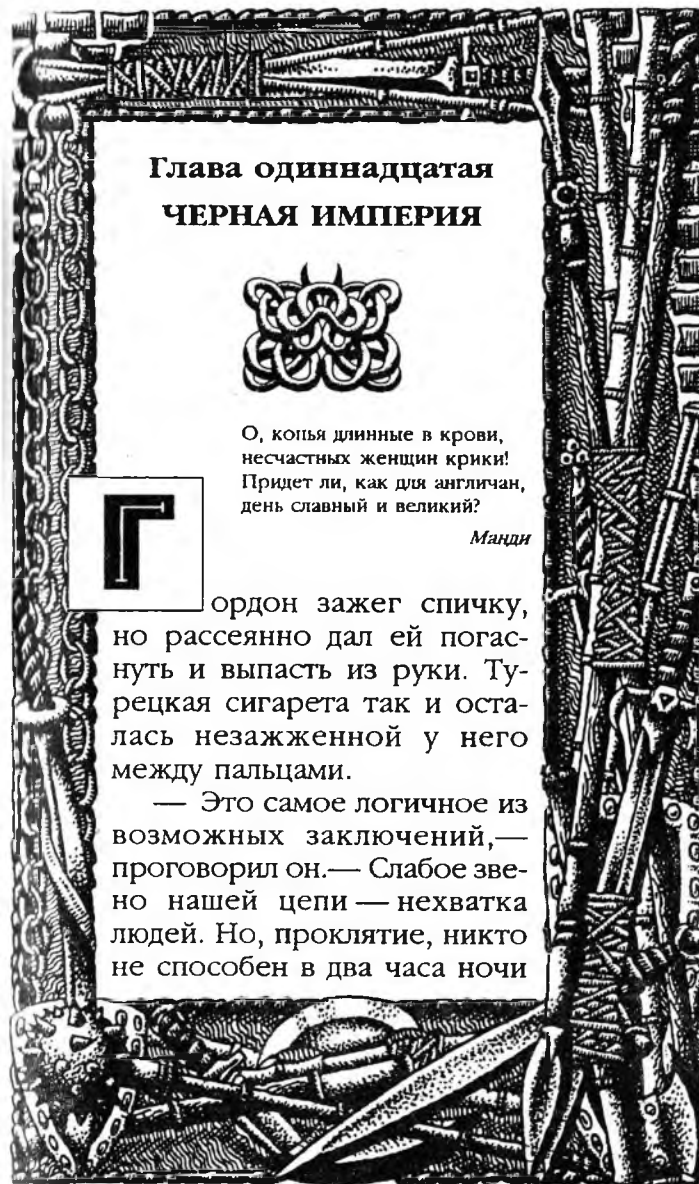 Глава одиннадцатая
ЧЕРНАЯ ИМПЕРИЯ
О, копья длинные в крови,
несчастных женщин крики!
Придет ли, как для англичан,
день славный и великий?
Манди
Гордон зажег спичку,
но рассеянно дал ей погас-
нуть и выпасть из руки. Ту-
рецкая сигарета так и оста-
лась незажженной у него
между пальцами.
— Это самое логичное из
возможных заключений,—
проговорил он.— Слабое зве-
но нашей цепи — нехватка
людей. Но, проклятие, никто
не способен в два часа ночи